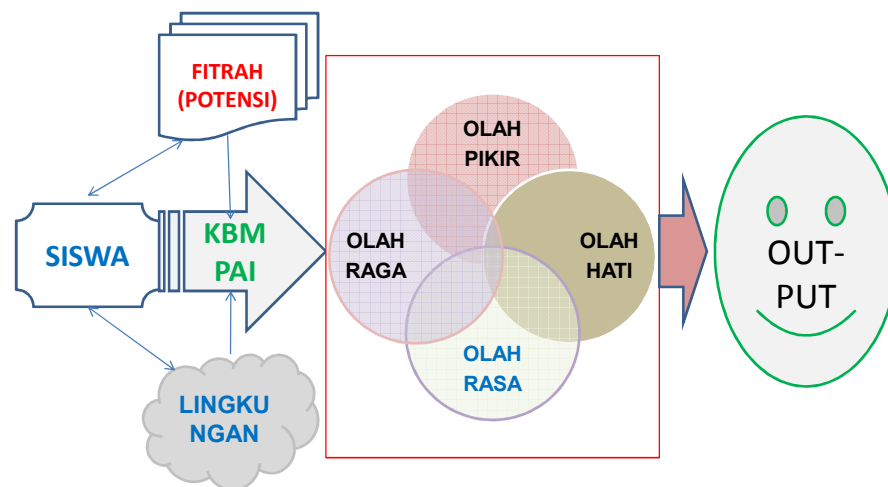 FITRAH
(POTENSI)
SISWA
KBM
PAI
LINGKU
NGAN
OLAH
PIKIR
OLAH
RAGA
OLAH
HATI
OLAH
RASA
OUT-
PUT